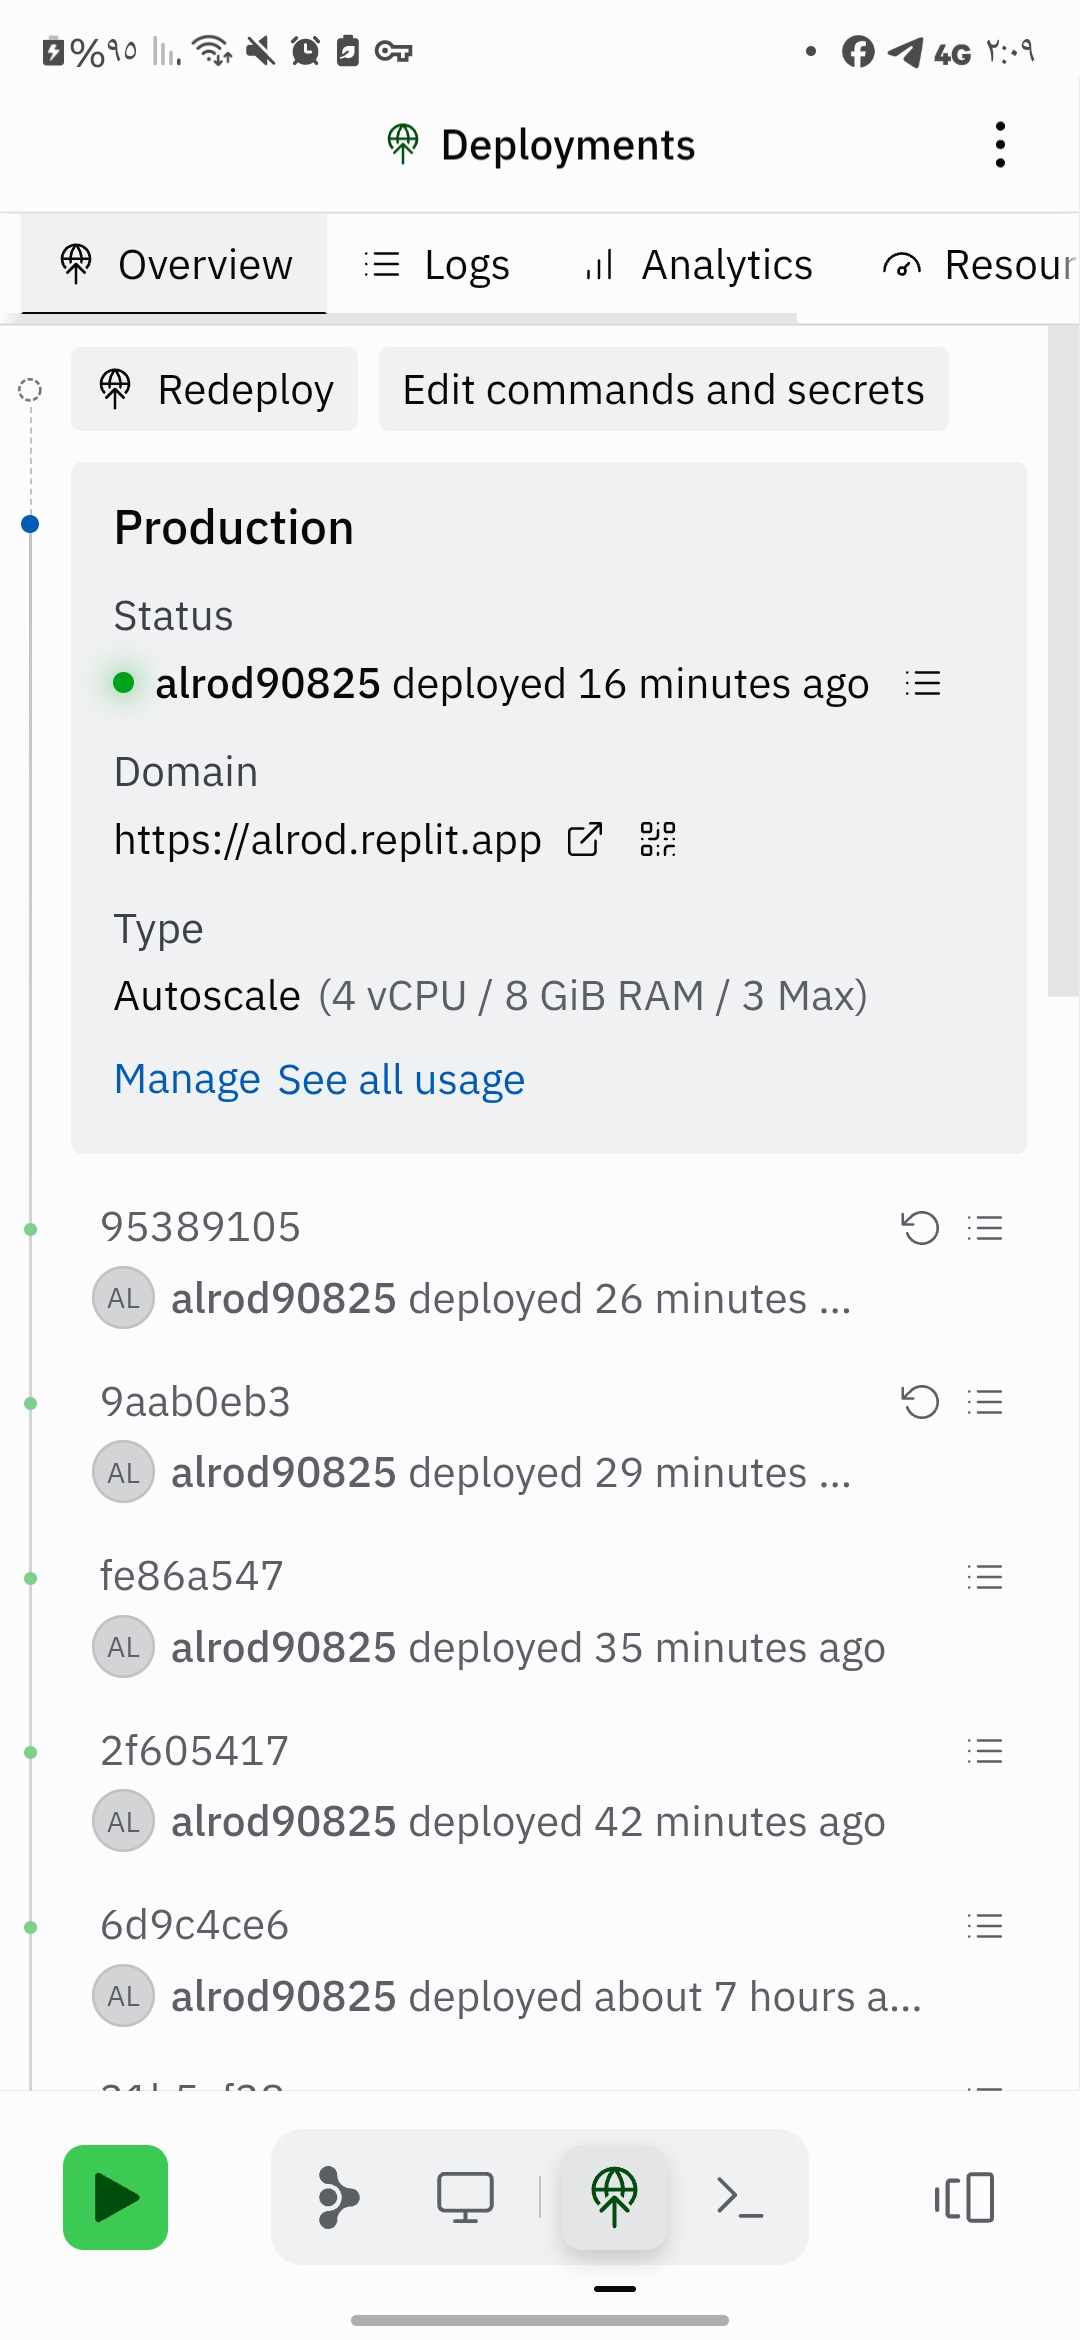 %٩٥ 4G ٢:٠٩
Deployments
Overview Logs Analytics Resour
Redeploy Edit commands and secrets
Production
Status
alrod90825 deployed 16 minutes ago
Domain
https://alrod.replit.app
Type
Autoscale (4 vCPU / 8 GiB RAM / 3 Max)
Manage See all usage
95389105
AL alrod90825 deployed 26 minutes ...
9aab0eb3
AL alrod90825 deployed 29 minutes ...
fe86a547
AL alrod90825 deployed 35 minutes ago
2f605417
AL alrod90825 deployed 42 minutes ago
6d9c4ce6
AL alrod90825 deployed about 7 hours a...